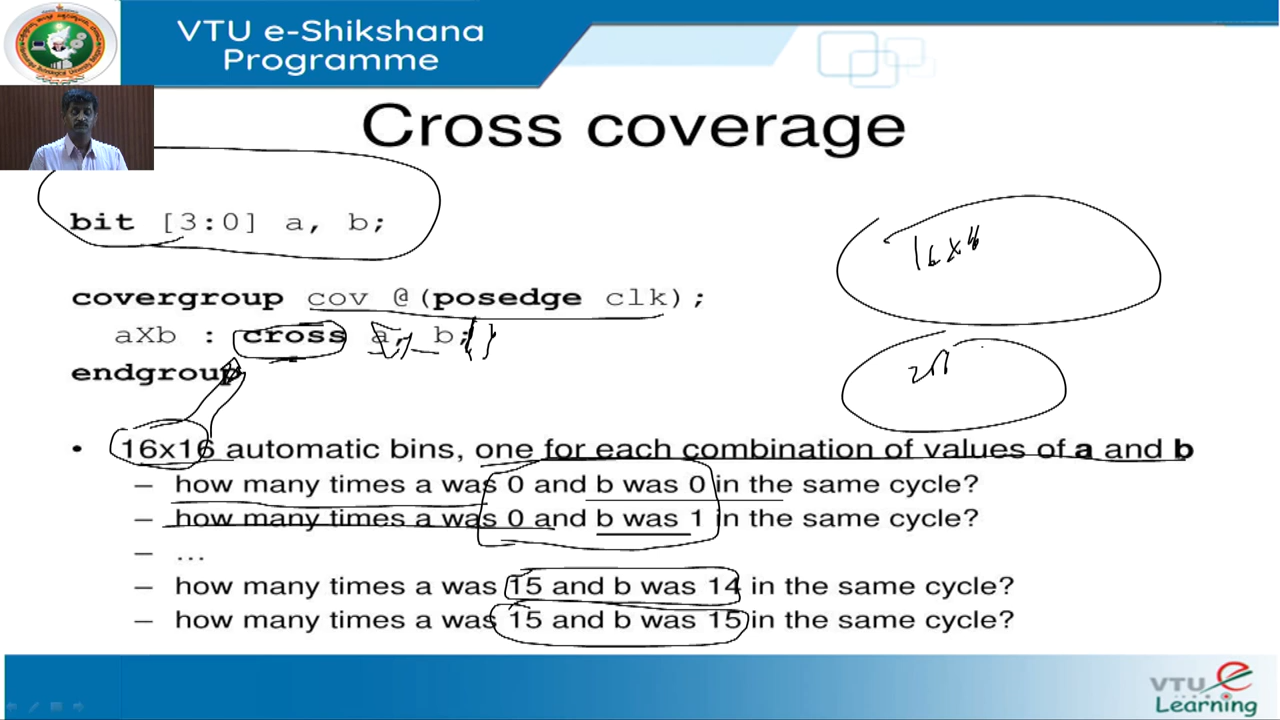 VTU e-Shikshana
Programme
Cross coverage
bit [3:0] a, b;
covergroup cov @(posedge clk);
aXb : cross a, b;
endgroup
• 16x16 automatic bins, one for each combination of values of a and b
– how many times a was 0 and b was 0 in the same cycle?
– how many times a was 0 and b was 1 in the same cycle?
– ...
– how many times a was 15 and b was 14 in the same cycle?
– how many times a was 15 and b was 15 in the same cycle?
VTU e
Learning